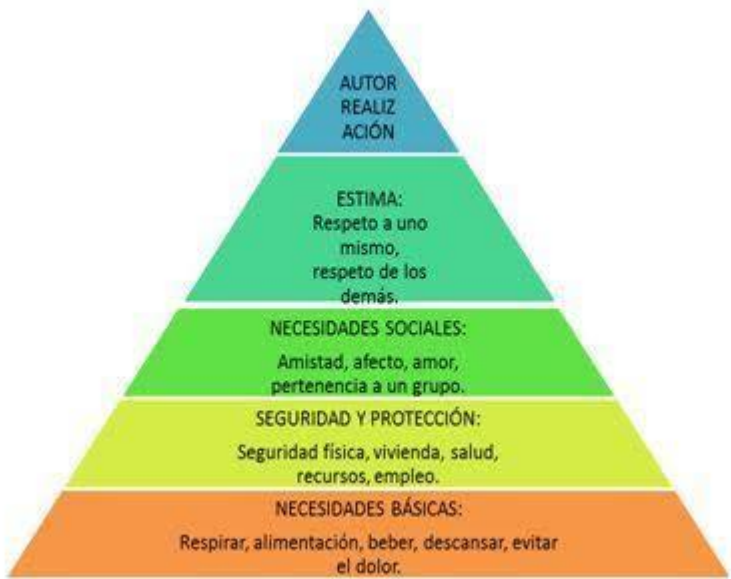 AUTOR
REALIZ
ACIÓN
ESTIMA:
Respeto a uno
mismo,
respeto de los
demás.
NECESIDADES SOCIALES:
Amistad, afecto, amor,
pertenencia a un grupo.
SEGURIDAD Y PROTECCIÓN:
Seguridad física, vivienda, salud,
recursos, empleo.
NECESIDADES BÁSICAS:
Respirar, alimentación, beber, descansar, evitar
el dolor.